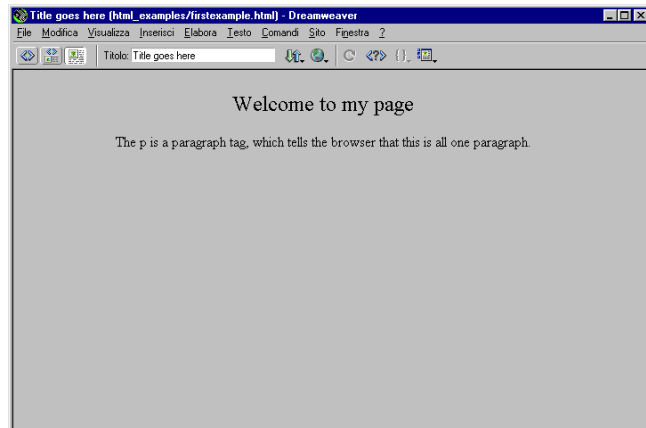 Title goes here (html_examples/firstexample.html) - Dreamweaver
File Modifica Visualizza Inserisci Elabora Testo Comandi Sito Finestra ?
Titolo: Title goes here
Welcome to my page
The p is a paragraph tag, which tells the browser that this is all one paragraph.